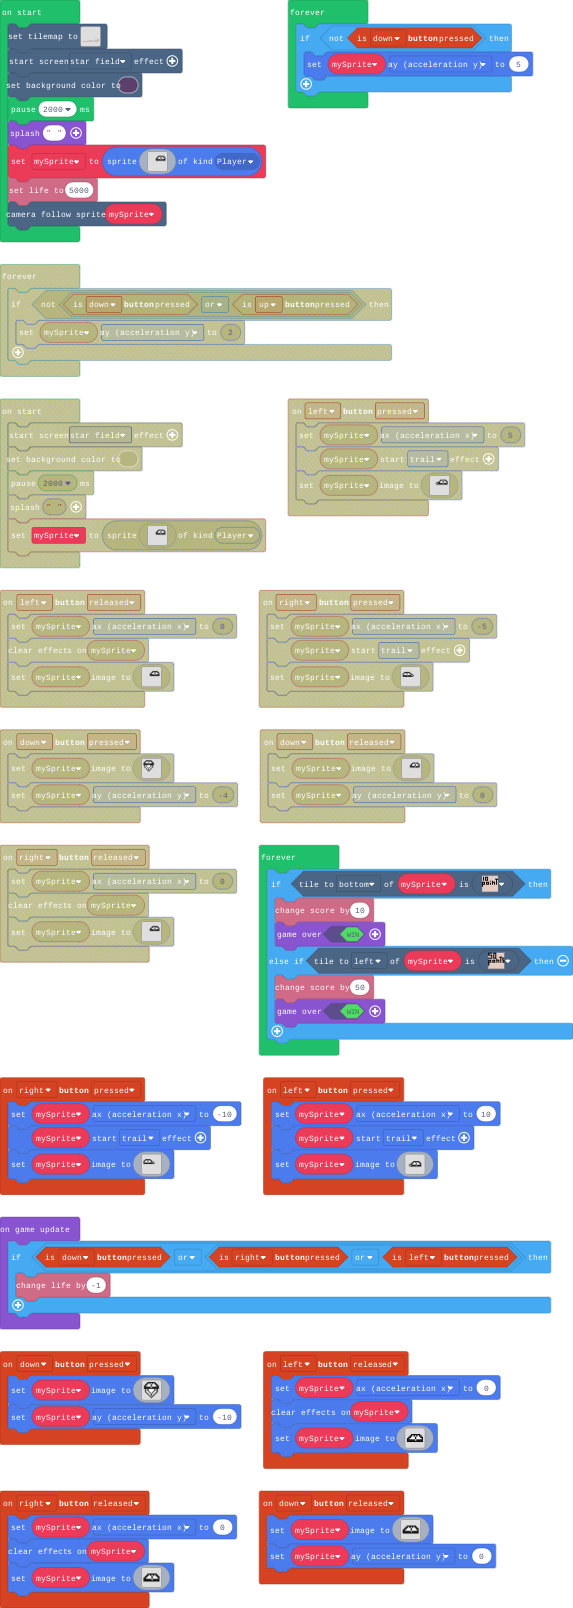 on start
set tilemap to
start screen star field effect
set background color to
pause 2000 ms
splash " "
set mySprite to sprite of kind Player
set life to 5000
camera follow sprite mySprite
forever
if not is down button pressed then
set mySprite ay (acceleration y) to 5
forever
if not is down button pressed or is up button pressed then
set mySprite ay (acceleration y) to 2
on start
start screen star field effect
set background color to
pause 2000 ms
splash " "
set mySprite to sprite of kind Player
on left button pressed
set mySprite ax (acceleration x) to 5
mySprite start trail effect
set mySprite image to
on left button released
set mySprite ax (acceleration x) to 0
clear effects on mySprite
set mySprite image to
on right button pressed
set mySprite ax (acceleration x) to -5
mySprite start trail effect
set mySprite image to
on down button pressed
set mySprite image to
set mySprite ay (acceleration y) to -4
on down button released
set mySprite image to
set mySprite ay (acceleration y) to 0
on right button released
set mySprite ax (acceleration x) to 0
clear effects on mySprite
set mySprite image to
forever
if tile to bottom of mySprite is 10 point then
change score by 10
game over WIN
else if tile to left of mySprite is 50 points then
change score by 50
game over WIN
on right button pressed
set mySprite ax (acceleration x) to -10
mySprite start trail effect
set mySprite image to
on left button pressed
set mySprite ax (acceleration x) to 10
mySprite start trail effect
set mySprite image to
on game update
if is down button pressed or is right button pressed or is left button pressed then
change life by -1
on down button pressed
set mySprite image to
set mySprite ay (acceleration y) to -10
on left button released
set mySprite ax (acceleration x) to 0
clear effects on mySprite
set mySprite image to
on right button released
set mySprite ax (acceleration x) to 0
clear effects on mySprite
set mySprite image to
on down button released
set mySprite image to
set mySprite ay (acceleration y) to 0